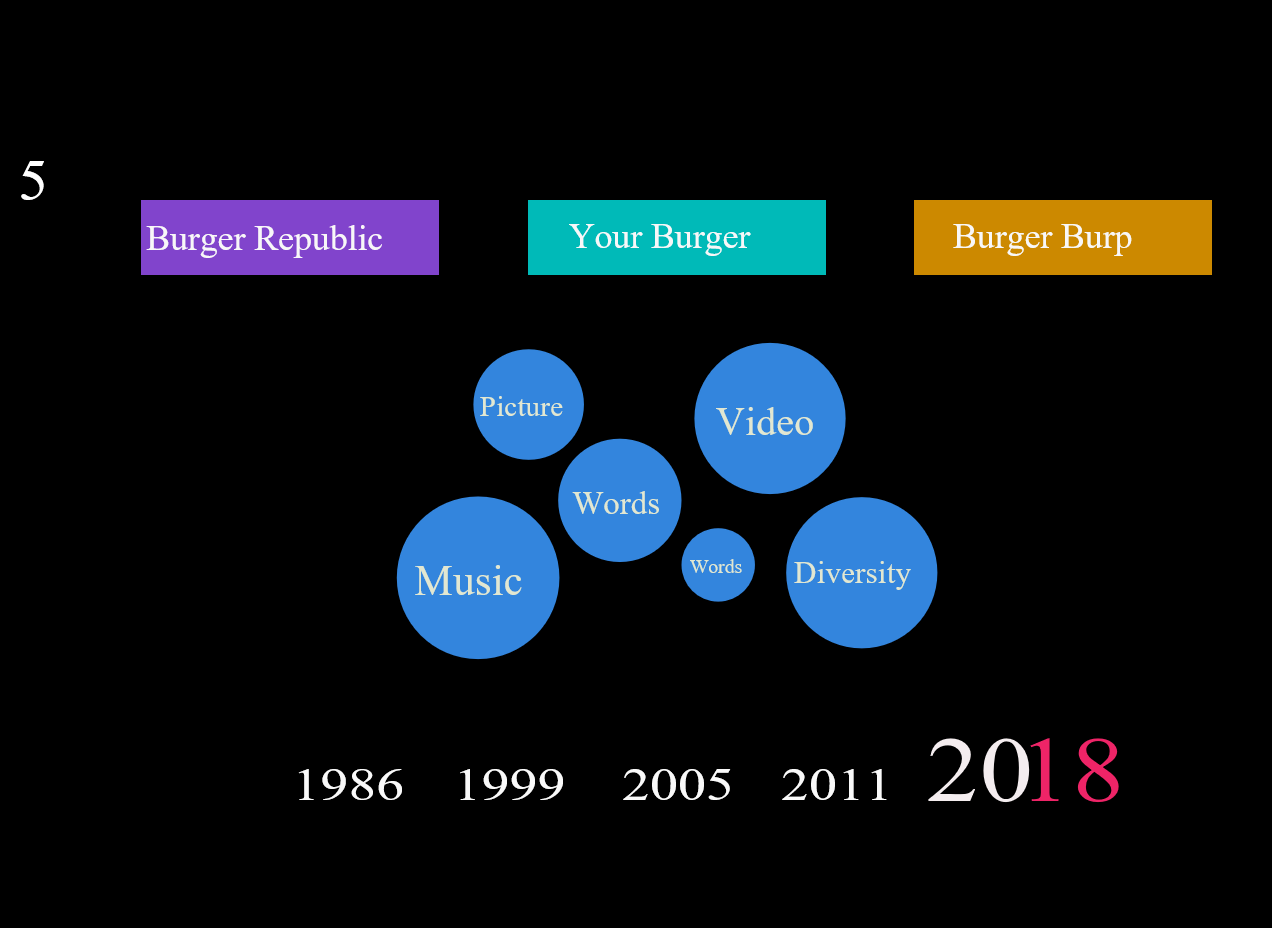 5
Burger Republic
Your Burger
Burger Burp
Picture
Video
Words
Music
Words
Diversity
1986 1999 2005 2011 2018